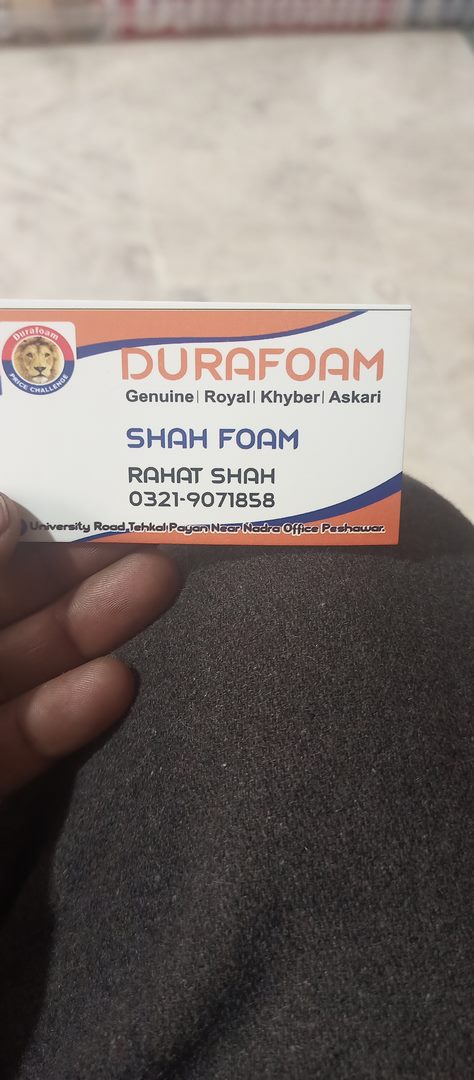 Durafoam
Durafoam
PRICE CHALLENGE
DURAFOAM
Genuine| Royal| Khyber| Askari
SHAH FOAM
RAHAT SHAH
0321-9071858
University Road Tehkal Payan Near Nadra Office Peshawar.